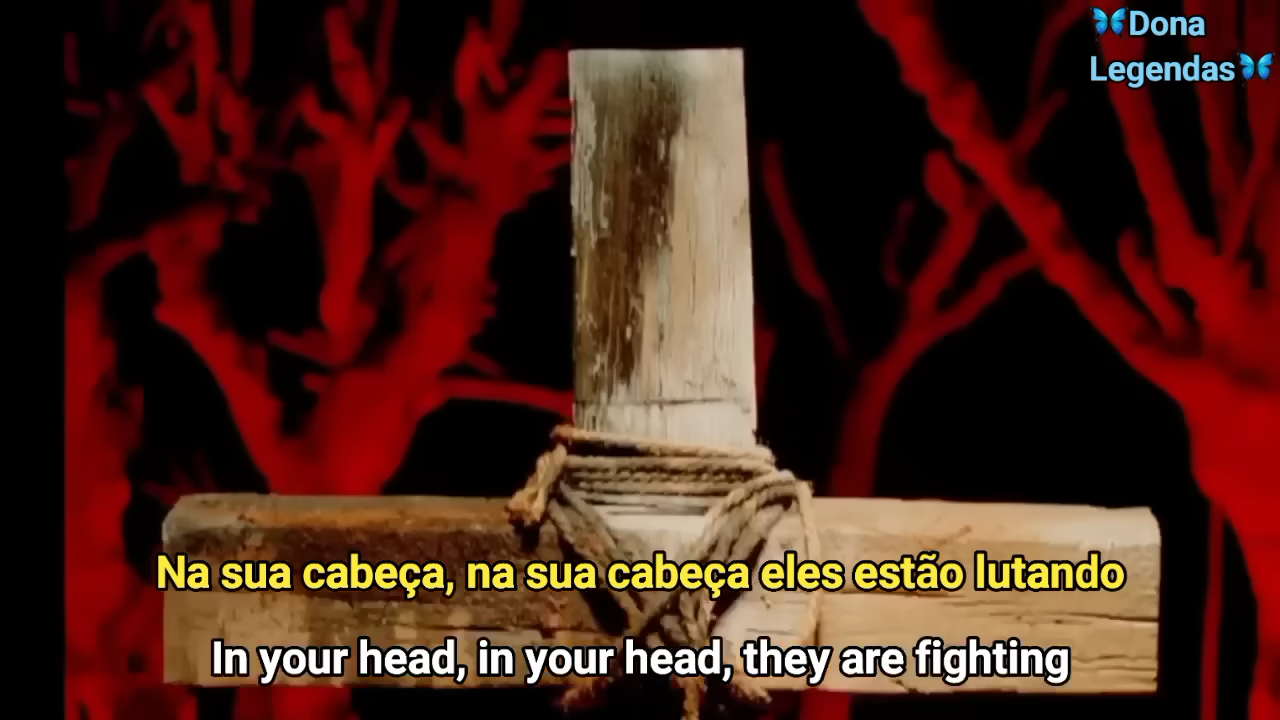 🦋Dona
Legendas🦋
Na sua cabeça, na sua cabeça eles estão lutando
In your head, in your head, they are fighting